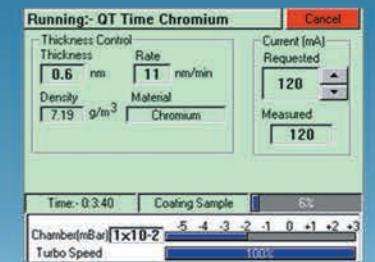 Running:- QT Time Chromium Cancel
Thickness Control
Current (mA)
Thickness Rate
Requested
0.6 nm 11 nm/min
120
Density Material
7.19 g/m3 Chromium
Measured
120
Time:- 0:3:40 Coating Sample 6%
Chamber(mBar) 1x10-2 -5 -4 -3 -2 -1 0 +1 +2 +3
Turbo Speed 100%